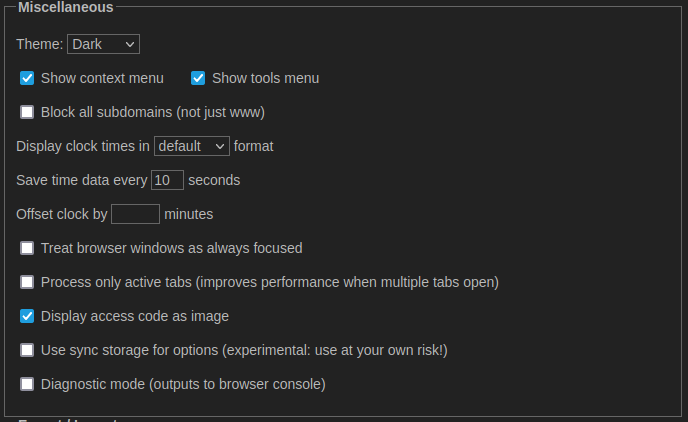 Miscellaneous
Theme: Dark
Show context menu Show tools menu
Block all subdomains (not just www)
Display clock times in default format
Save time data every 10 seconds
Offset clock by minutes
Treat browser windows as always focused
Process only active tabs (improves performance when multiple tabs open)
Display access code as image
Use sync storage for options (experimental: use at your own risk!)
Diagnostic mode (outputs to browser console)